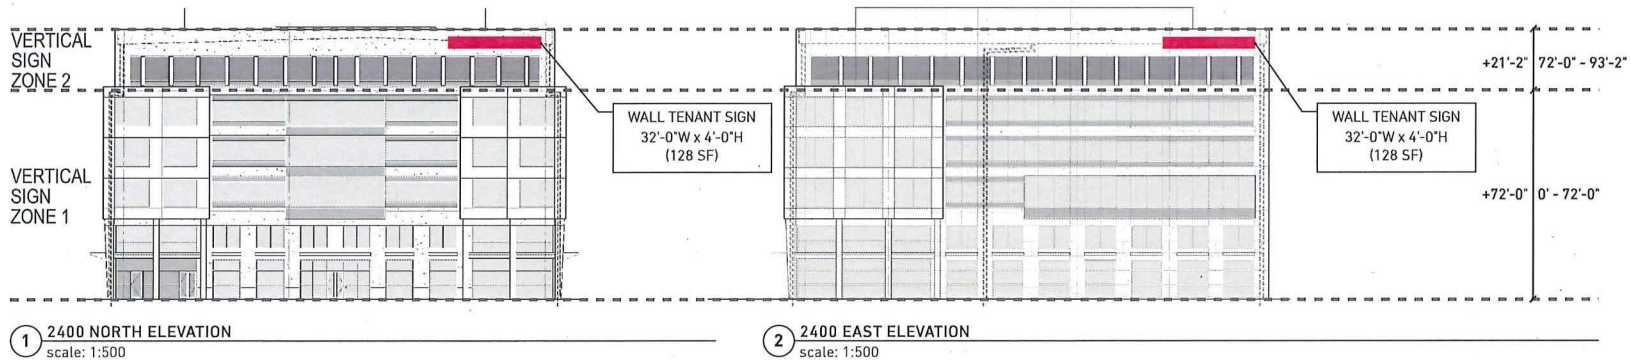 VERTICAL
SIGN
ZONE 2
VERTICAL
SIGN
ZONE 1
WALL TENANT SIGN
32'-0"W x 4'-0"H
(128 SF)
WALL TENANT SIGN
32'-0"W x 4'-0"H
(128 SF)
+21'-2" 72'-0" - 93'-2"
+72'-0" 0' - 72'-0"
1 2400 NORTH ELEVATION
scale: 1:500
2 2400 EAST ELEVATION
scale: 1:500